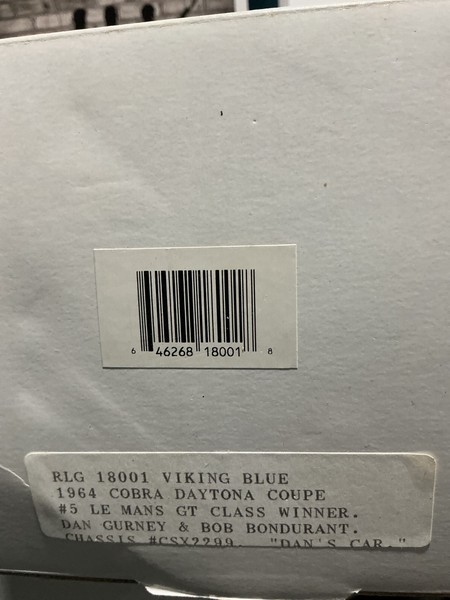 6 46268 18001 8
RLG 18001 VIKING BLUE
1964 COBRA DAYTONA COUPE
#5 LE MANS GT CLASS WINNER.
DAN GURNEY & BOB BONDURANT.
CHASSIS #CSX2299. "DAN'S CAR."